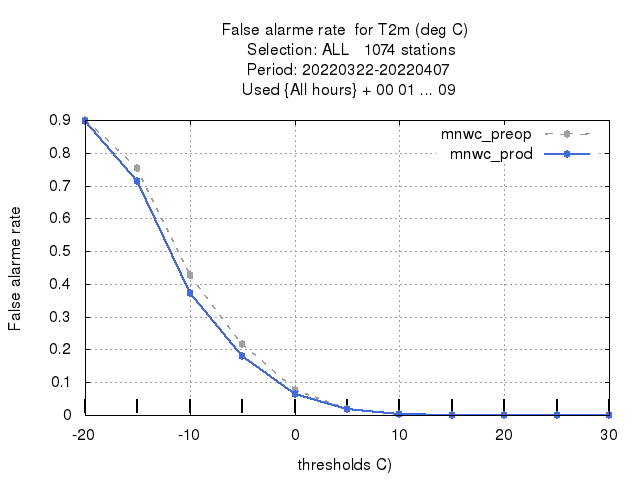 False alarme rate  for T2m (deg C)
Selection: ALL   1074 stations
Period: 20220322-20220407
Used {All hours} + 00 01 ... 09
mnwc_preop
mnwc_prod
False alarme rate
0.9
0.8
0.7
0.6
0.5
0.4
0.3
0.2
0.1
0
-20 -10 0 10 20 30
thresholds C)